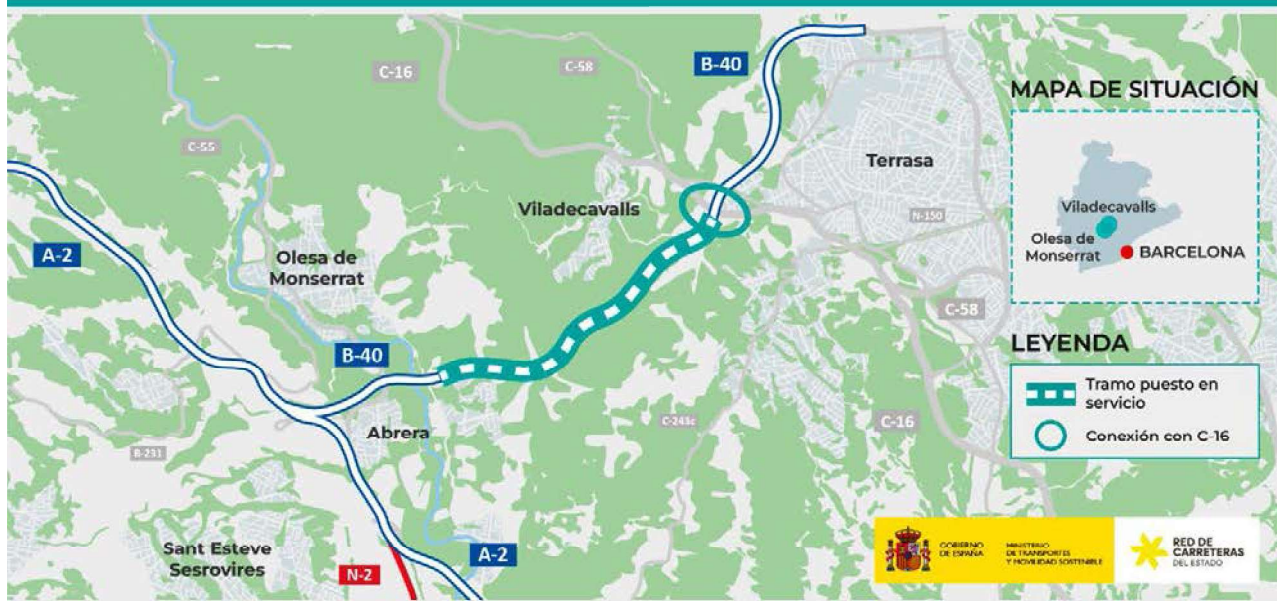 C-16
C-58
B-40
MAPA DE SITUACIÓN
C-55
Terrasa
Viladecavalls
Viladecavalls
N-150
A-2
Olesa de
Monserrat
Olesa de
Monserrat
BARCELONA
C-58
B-40
LEYENDA
Tramo puesto en
servicio
Abrera
C-243c
C-16
Conexión con C-16
B-231
Sant Esteve
Sesrovires
A-2
N-2
GOBIERNO
DE ESPAÑA
MINISTERIO
DE TRANSPORTES
Y MOVILIDAD SOSTENIBLE
RED DE
CARRETERAS
DEL ESTADO